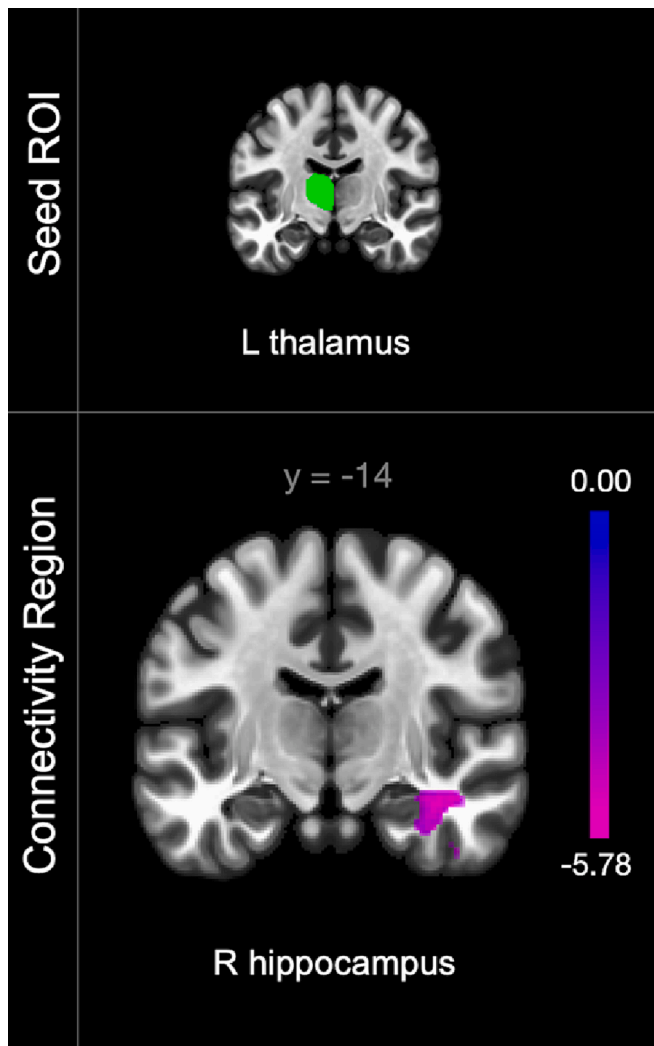 Seed ROI
L thalamus
Connectivity Region
y = -14
0.00
-5.78
R hippocampus